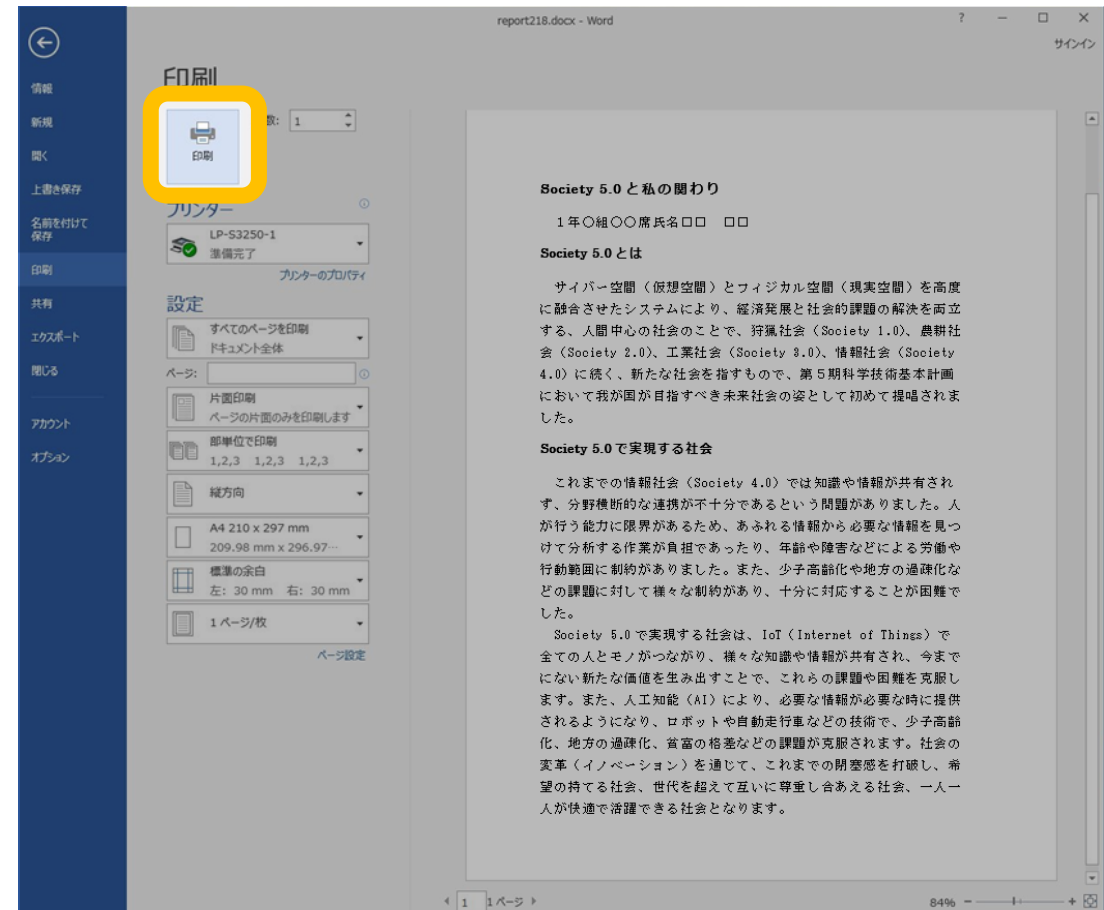 report218.docx - Word
?
サインイン
情報
新規
開く
上書き保存
名前を付けて
保存
印刷
共有
エクスポート
閉じる
アカウント
オプション
印刷
印刷
数: 1
プリンター
LP-S3250-1
準備完了
プリンターのプロパティ
設定
すべてのページを印刷
ドキュメント全体
ページ:
片面印刷
ページの片面のみを印刷します
部単位で印刷
1,2,3 1,2,3 1,2,3
縦方向
A4 210 x 297 mm
209.98 mm x 296.97…
標準の余白
左: 30 mm 右: 30 mm
1 ページ/枚
ページ設定
Society 5.0 と私の関わり
１年〇組〇〇席氏名□□ □□
Society 5.0 とは
サイバー空間（仮想空間）とフィジカル空間（現実空間）を高度
に融合させたシステムにより、経済発展と社会的課題の解決を両立
する、人間中心の社会のことで、狩猟社会（Society 1.0）、農耕社
会（Society 2.0）、工業社会（Society 3.0）、情報社会（Society
4.0）に続く、新たな社会を指すもので、第５期科学技術基本計画
において我が国が目指すべき未来社会の姿として初めて提唱されま
した。
Society 5.0 で実現する社会
これまでの情報社会（Society 4.0）では知識や情報が共有され
ず、分野横断的な連携が不十分であるという問題がありました。人
が行う能力に限界があるため、あふれる情報から必要な情報を見つ
けて分析する作業が負担であったり、年齢や障害などによる労働や
行動範囲に制約がありました。また、少子高齢化や地方の過疎化な
どの課題に対して様々な制約があり、十分に対応することが困難で
した。
Society 5.0 で実現する社会は、IoT（Internet of Things）で
全ての人とモノがつながり、様々な知識や情報が共有され、今まで
にない新たな価値を生み出すことで、これらの課題や困難を克服し
ます。また、人工知能（AI）により、必要な情報が必要な時に提供
されるようになり、ロボットや自動走行車などの技術で、少子高齢
化、地方の過疎化、貧富の格差などの課題が克服されます。社会の
変革（イノベーション）を通じて、これまでの閉塞感を打破し、希
望の持てる社会、世代を超えて互いに尊重し合あえる社会、一人一
人が快適で活躍できる社会となります。
1 1 ページ
84%